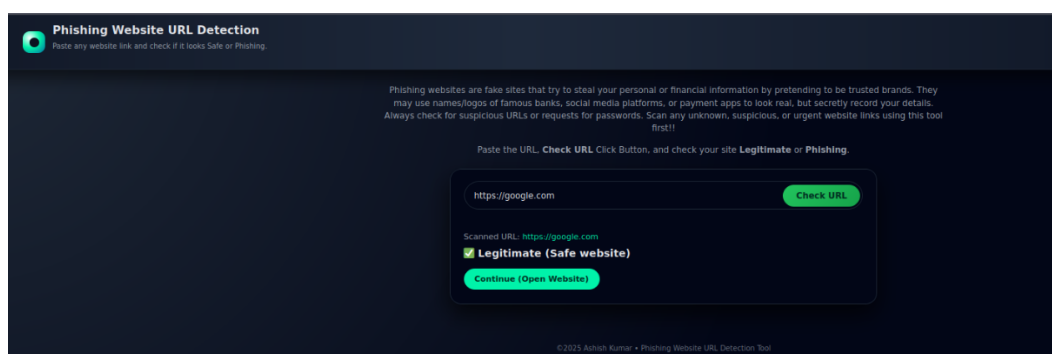 Phishing Website URL Detection
Paste any website link and check if it looks Safe or Phishing.
Phishing websites are fake sites that try to steal your personal or financial information by pretending to be trusted brands. They
may use names/logos of famous banks, social media platforms, or payment apps to look real, but secretly record your details.
Always check for suspicious URLs or requests for passwords. Scan any unknown, suspicious, or urgent website links using this tool
first!!
Paste the URL, Check URL Click Button, and check your site Legitimate or Phishing.
https://google.com
Check URL
Scanned URL: https://google.com
✅ Legitimate (Safe website)
Continue (Open Website)
©2025 Ashish Kumar • Phishing Website URL Detection Tool